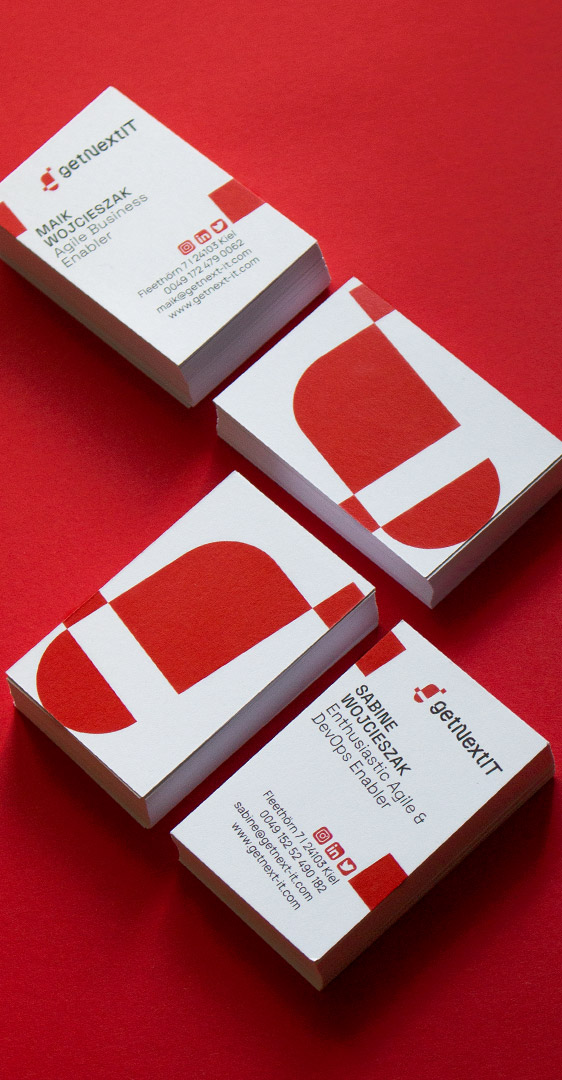 getNextIT
MAIK
WOJCIESZAK
Agile Business
Enabler
Fleethörn 7 | 24103 Kiel
0049 172 479 0062
maik@getnext-it.com
www.getnext-it.com
getNextIT
SABINE
WOJCIESZAK
Enthusiastic Agile &
DevOps Enabler
Fleethörn 7 | 24103 Kiel
0049 152 52 490 182
sabine@getnext-it.com
www.getnext-it.com